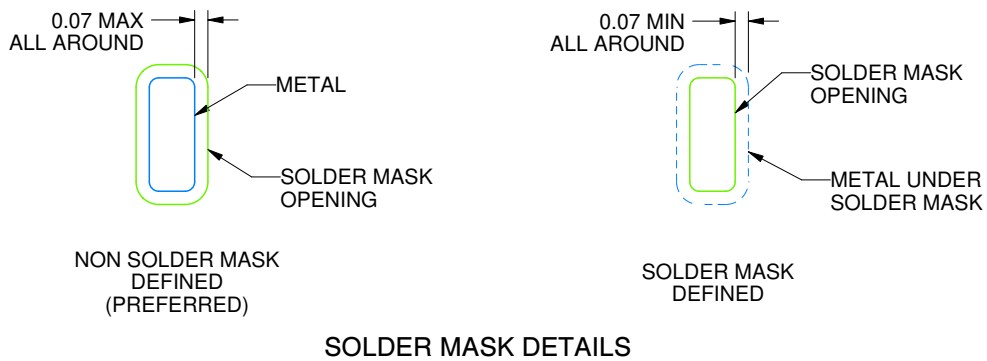 0.07 MAX
ALL AROUND
METAL
SOLDER MASK
OPENING
NON SOLDER MASK
DEFINED
(PREFERRED)
0.07 MIN
ALL AROUND
SOLDER MASK
OPENING
METAL UNDER
SOLDER MASK
SOLDER MASK
DEFINED
SOLDER MASK DETAILS